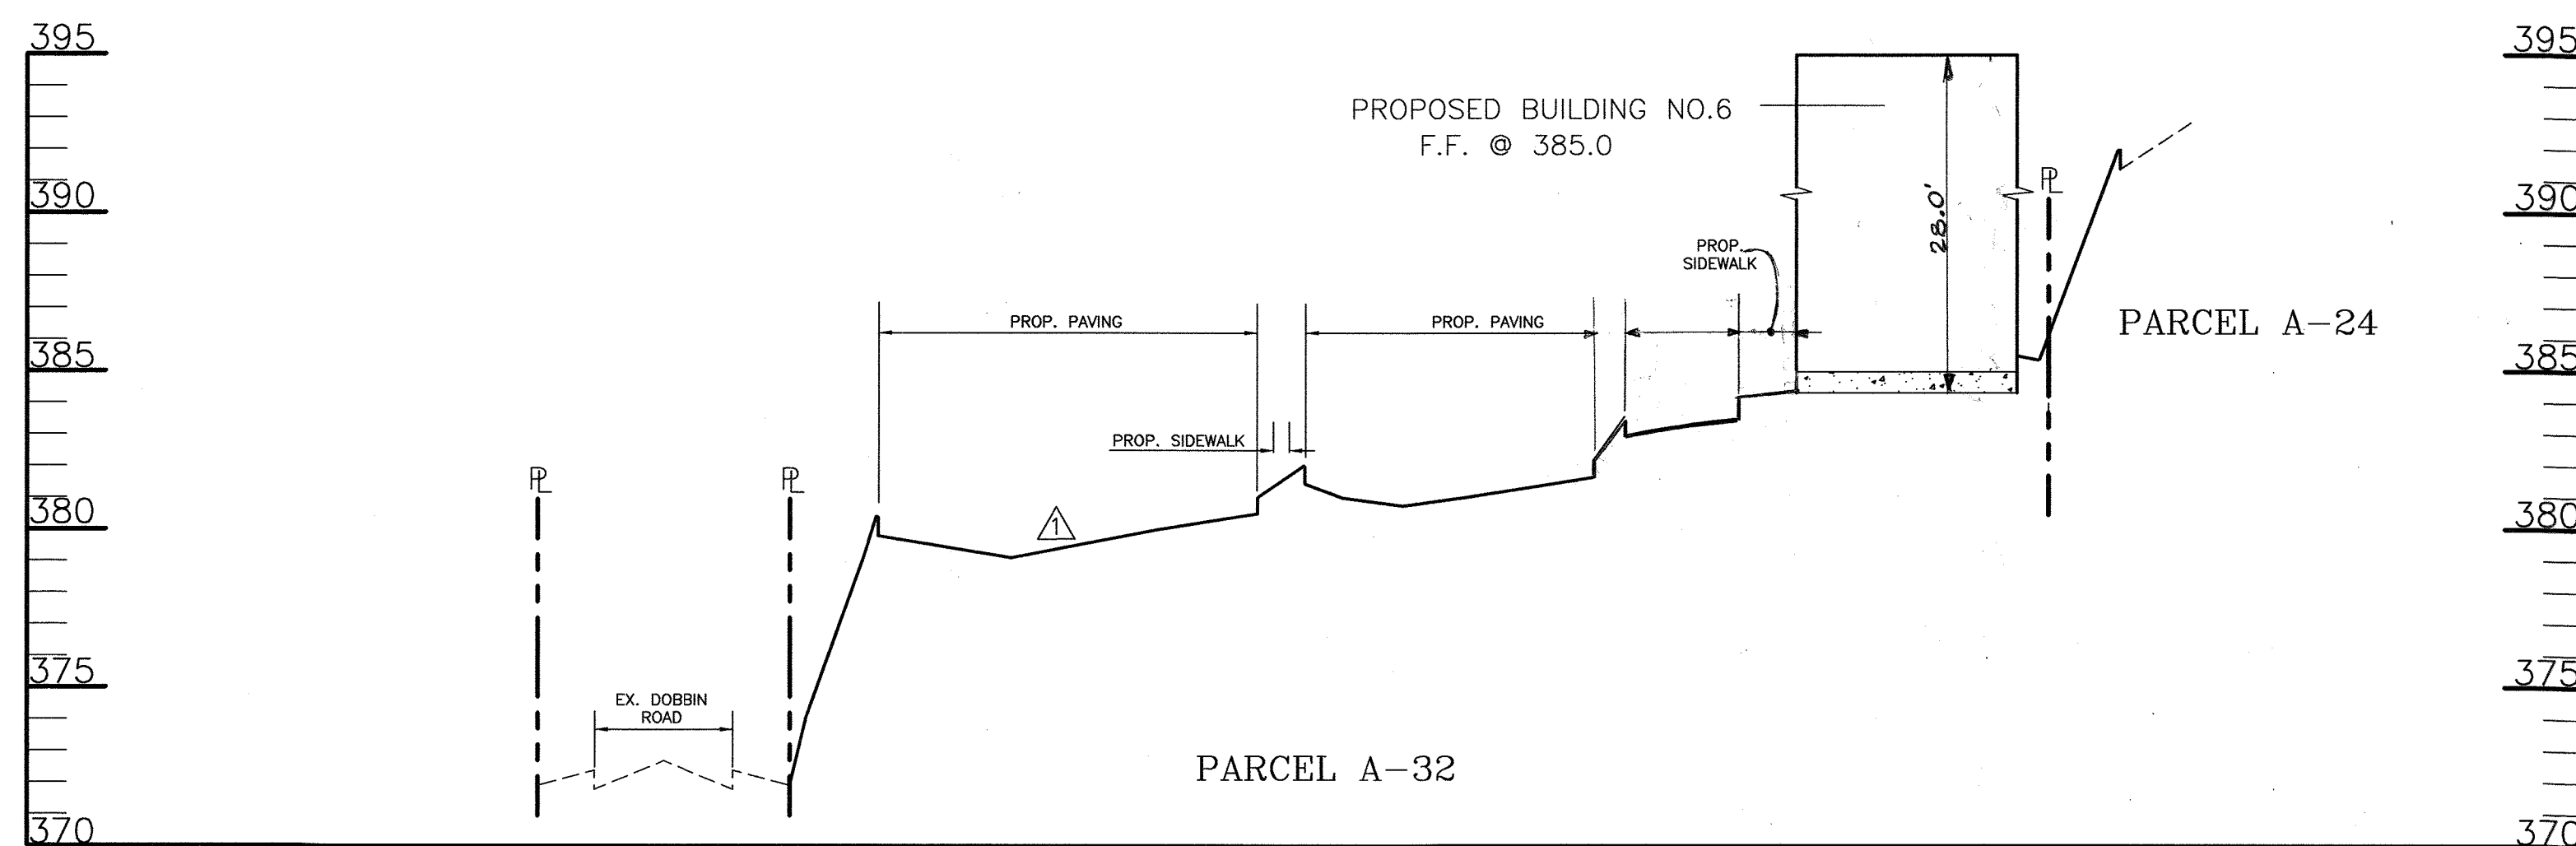 395
395
PROPOSED BUILDING NO.6
F.F. @ 385.0
390
390
PL
28.0'
PROP.
SIDEWALK
PROP. PAVING
PROP. PAVING
PARCEL A-24
385
385
PROP. SIDEWALK
PL
PL
380
380
1
375
375
EX. DOBBIN
ROAD
PARCEL A-32
370
370